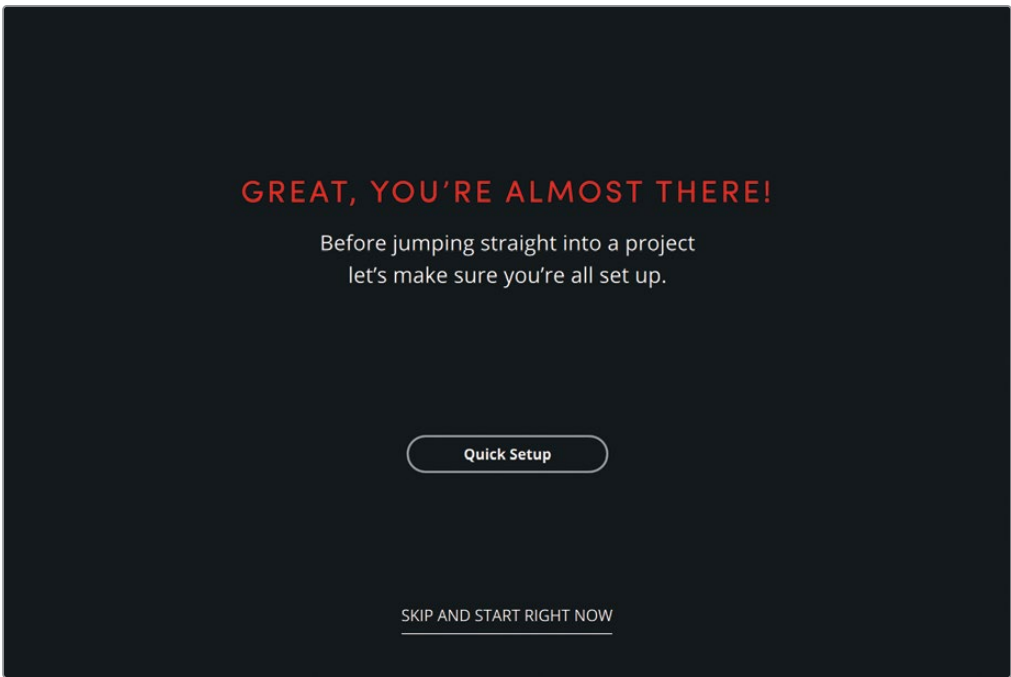 GREAT, YOU’RE ALMOST THERE!
Before jumping straight into a project
let’s make sure you’re all set up.
Quick Setup
SKIP AND START RIGHT NOW